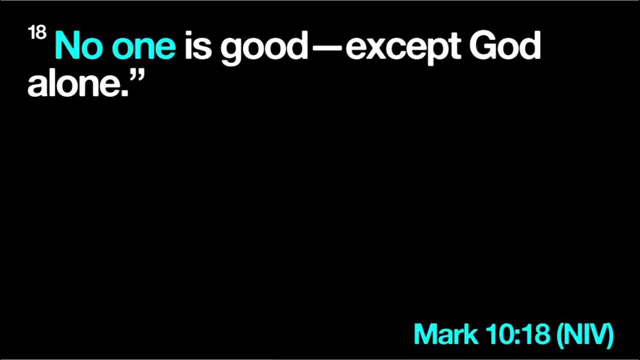 18 No one is good—except God
alone.”
Mark 10:18 (NIV)